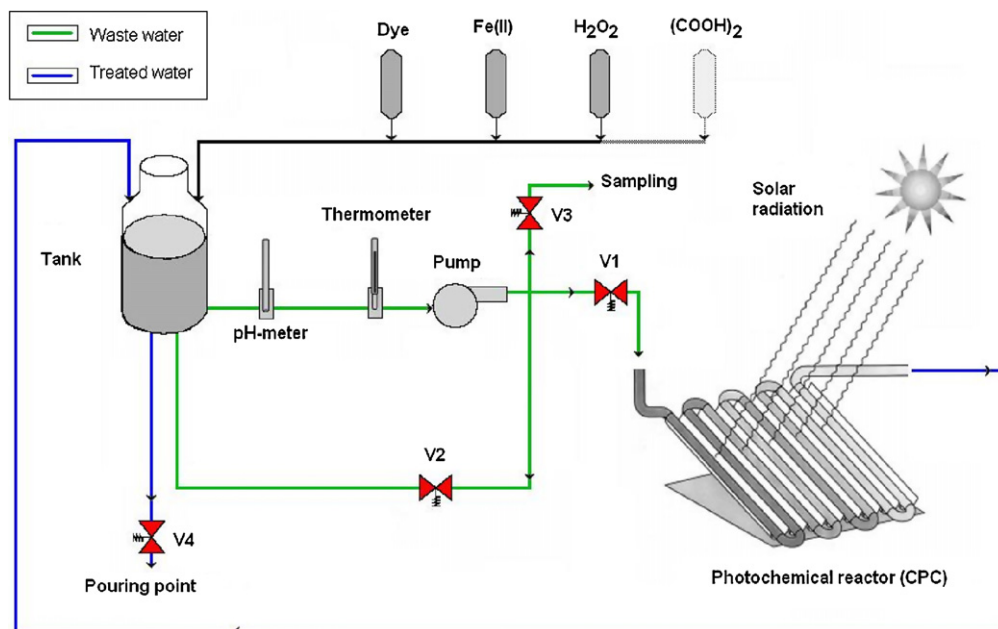 Waste water
Treated water
Dye
Fe(II)
H₂O₂
(COOH)₂
Sampling
Solar
radiation
Thermometer
V3
Tank
Pump
V1
pH-meter
V2
V4
Pouring point
Photochemical reactor (CPC)